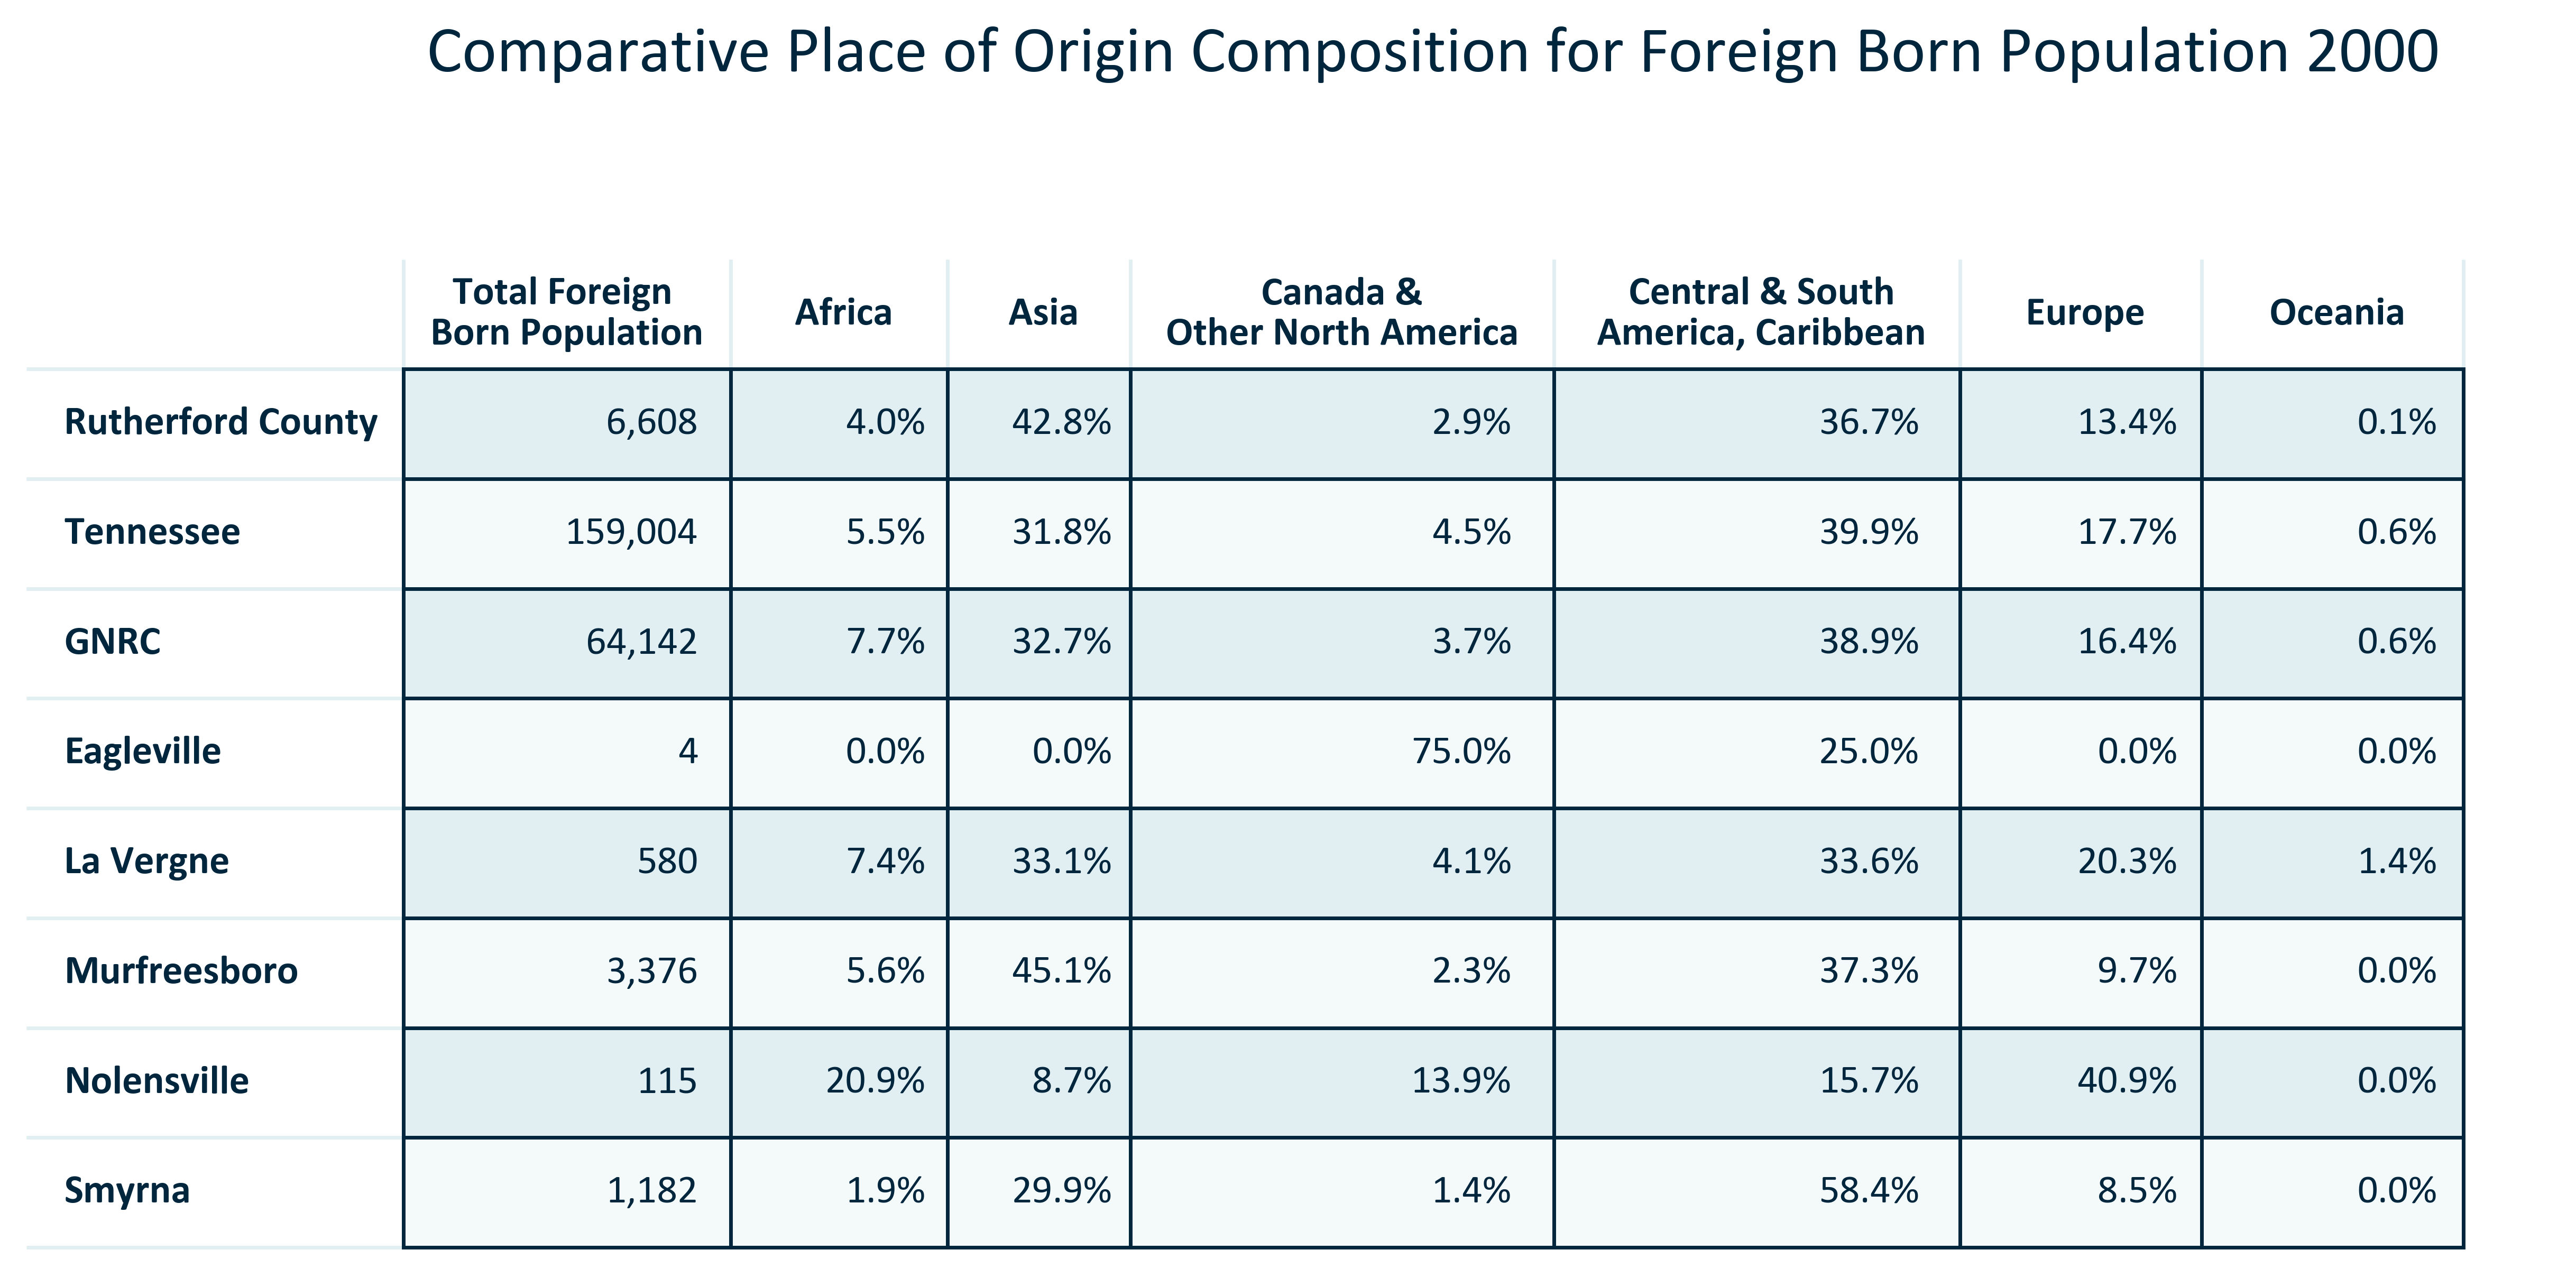 Comparative Place of Origin Composition for Foreign Born Population 2000
Total Foreign Born Population Africa Asia Canada & Other North America Central & South America, Caribbean Europe Oceania
Rutherford County 6,608 4.0% 42.8% 2.9% 36.7% 13.4% 0.1%
Tennessee 159,004 5.5% 31.8% 4.5% 39.9% 17.7% 0.6%
GNRC 64,142 7.7% 32.7% 3.7% 38.9% 16.4% 0.6%
Eagleville 4 0.0% 0.0% 75.0% 25.0% 0.0% 0.0%
La Vergne 580 7.4% 33.1% 4.1% 33.6% 20.3% 1.4%
Murfreesboro 3,376 5.6% 45.1% 2.3% 37.3% 9.7% 0.0%
Nolensville 115 20.9% 8.7% 13.9% 15.7% 40.9% 0.0%
Smyrna 1,182 1.9% 29.9% 1.4% 58.4% 8.5% 0.0%